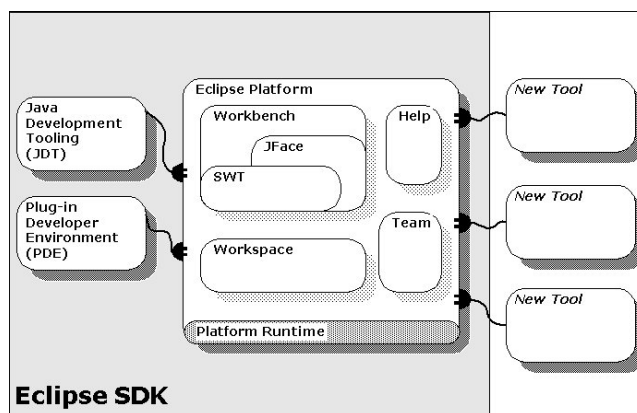 Eclipse Platform
New Tool
Java
Development
Tooling
(JDT)
Workbench
Help
JFace
SWT
New Tool
Plug-in
Developer
Environment
(PDE)
Team
Workspace
New Tool
Platform Runtime
Eclipse SDK